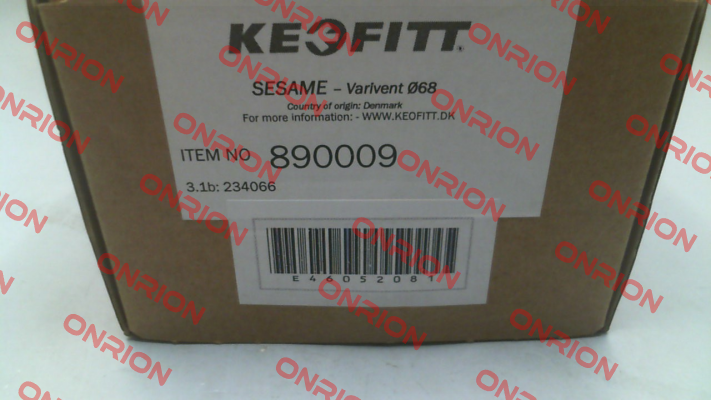 KEOFITT®
SESAME – Varivent Ø68
Country of origin: Denmark
For more information: - WWW.KEOFITT.DK
ITEM NO 890009
3.1b: 234066
E46052081
ONRION